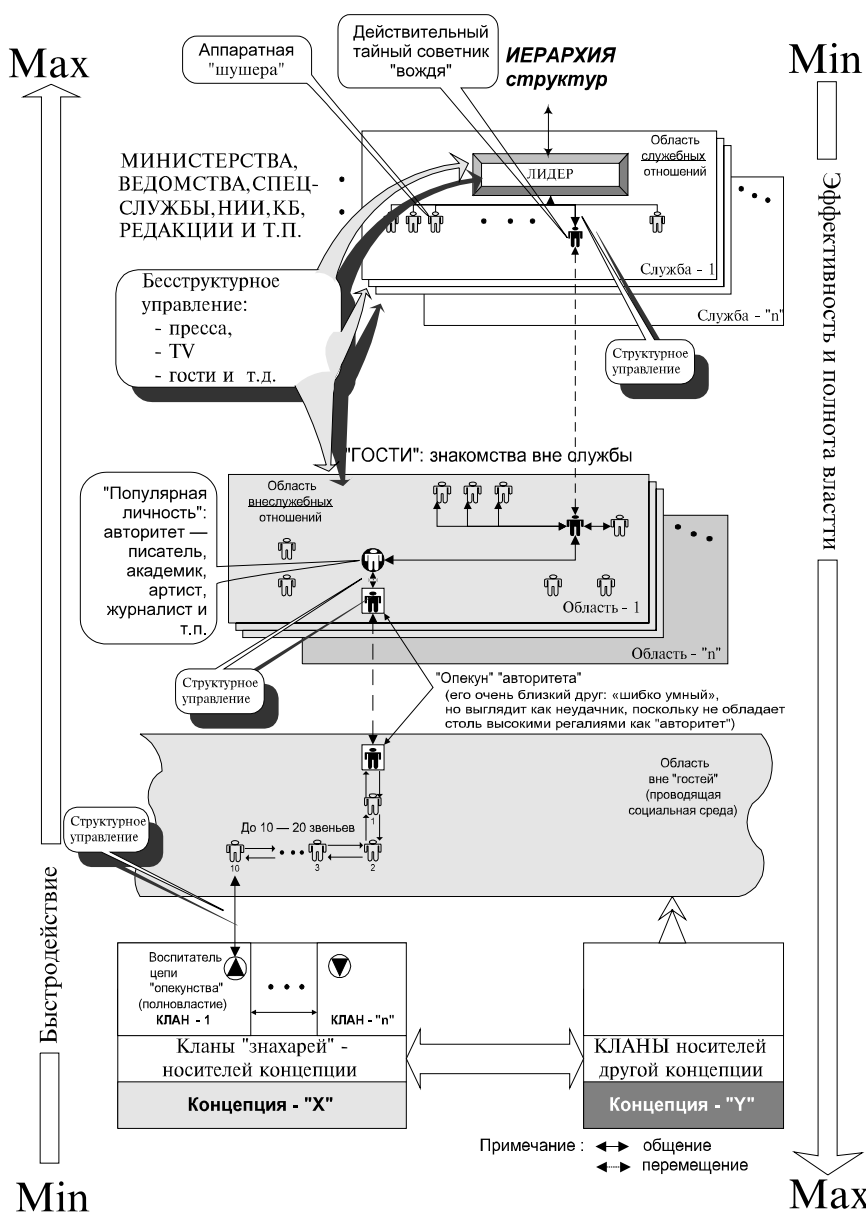 Max
Аппаратная
"шушера"
Действительный
тайный советник
"вождя"
ИЕРАРХИЯ
структур
Min
МИНИСТЕРСТВА,
ВЕДОМСТВА,СПЕЦ-
СЛУЖБЫ,НИИ,КБ,
РЕДАКЦИИ И Т.П.
Область
служебных
отношений
ЛИДЕР
Служба - 1
Служба - "n"
Бесструктурное
управление:
- пресса,
- TV
- гости и т.д.
Структурное
управление
Эффективность и полнота властти
"ГОСТИ": знакомства вне службы
"Популярная
личность":
авторитет —
писатель,
академик,
артист,
журналист и
т.п.
Область
внеслужебных
отношений
Область - 1
Область - "n"
Структурное
управление
"Опекун" "авторитета"
(его очень близкий друг: «шибко умный»,
но выглядит как неудачник, поскольку не обладает
столь высокими регалиями как "авторитет")
Область
вне "гостей"
(проводящая
социальная среда)
Структурное
управление
До 10 — 20 звеньев
1
10
3
2
Быстродействие
Воспитатель
цепи
"опекунства"
(полновластие)
КЛАН - 1
КЛАН - "n"
Кланы "знахарей" -
носителей концепции
Концепция - "X"
КЛАНЫ носителей
другой концепции
Концепция - "Y"
Примечание : общение
перемещение
Min
Max